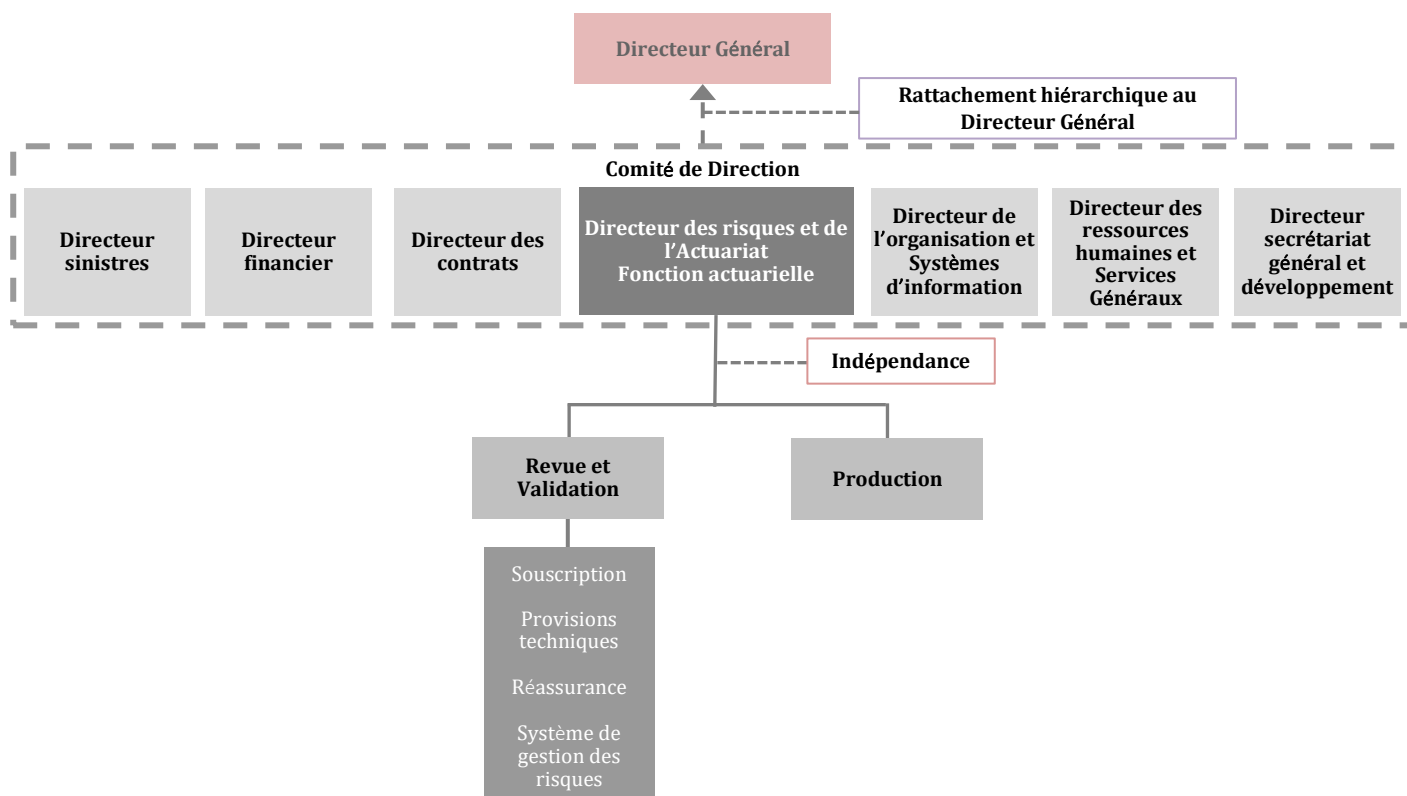 Directeur Général
Rattachement hiérarchique au
Directeur Général
Comité de Direction
Directeur
sinistres
Directeur
financier
Directeur des
contrats
Directeur des risques et de
l’Actuariat
Fonction actuarielle
Directeur de
l’organisation et
Systèmes
d’information
Directeur des
ressources
humaines et
Services
Généraux
Directeur
secrétariat
général et
développement
Indépendance
Revue et
Validation
Production
Souscription
Provisions
techniques
Réassurance
Système de
gestion des
risques